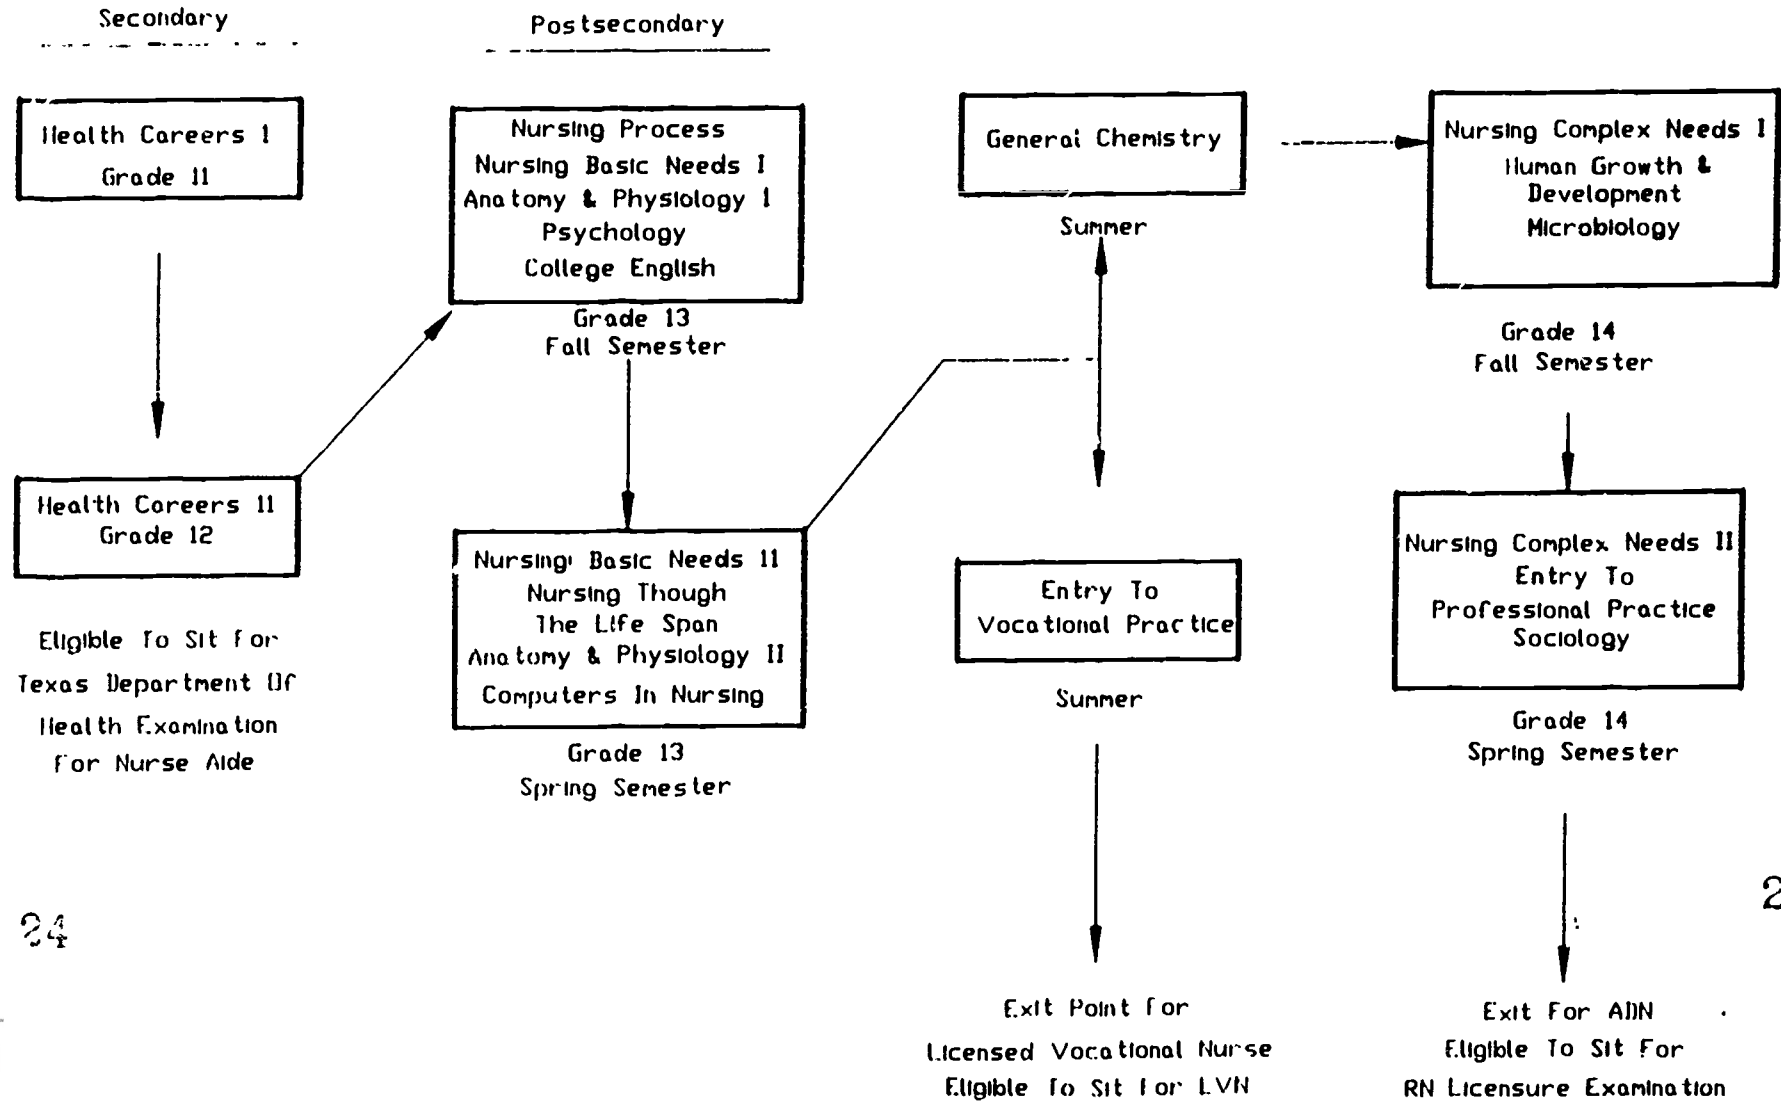 Secondary
Postsecondary
Health Careers 1
Grade 11
Health Careers 11
Grade 12
Eligible To Sit For
Texas Department Of
Health Examination
For Nurse Aide
Nursing Process
Nursing Basic Needs I
Anatomy & Physiology 1
Psychology
College English
Grade 13
Fall Semester
Nursing Basic Needs 11
Nursing Though
The Life Span
Anatomy & Physiology II
Computers In Nursing
Grade 13
Spring Semester
General Chemistry
Summer
Entry To
Vocational Practice
Summer
Exit Point For
Licensed Vocational Nurse
Eligible To Sit For LVN
Nursing Complex Needs I
Human Growth &
Development
Microbiology
Grade 14
Fall Semester
Nursing Complex Needs II
Entry To
Professional Practice
Sociology
Grade 14
Spring Semester
Exit For ADN
Eligible To Sit For
RN Licensure Examination
24
2